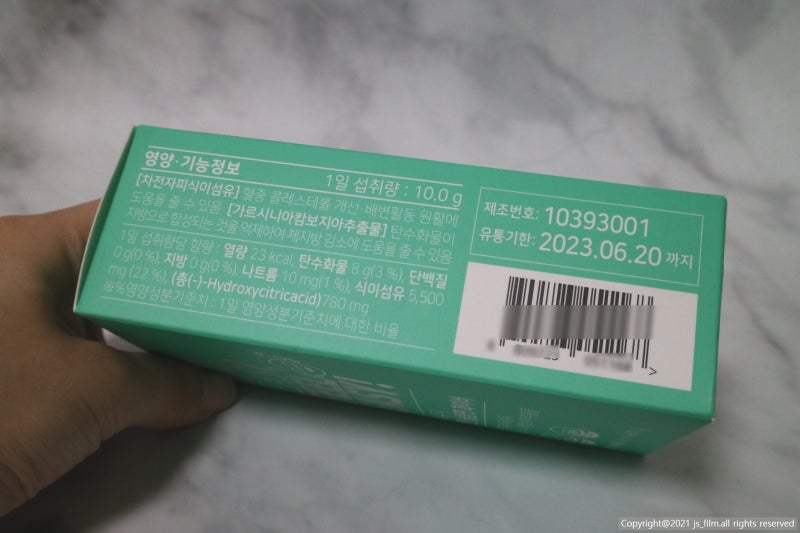 영양·기능정보
1일 섭취량 : 10.0 g
[차전자피식이섬유] 혈중 콜레스테롤 개선·배변활동 원활에
도움을 줄 수 있음 [가르시니아캄보지아추출물] 탄수화물이
지방으로 합성되는 것을 억제하여 체지방 감소에 도움을 줄 수 있음
1일 섭취량당 함량 : 열량 23 kcal, 탄수화물 8 g(3 %), 단백질
0 g(0 %), 지방 0 g(0 %), 나트륨 10 mg(1 %), 식이섬유 5,500
mg (22 %), (총(-)-Hydroxycitricacid) 780 mg
※%영양성분기준치 : 1일 영양성분기준치에 대한 비율
제조번호: 10393001
유통기한: 2023.06.20 까지
>
Copyright@2021 js_film.all rights reserved